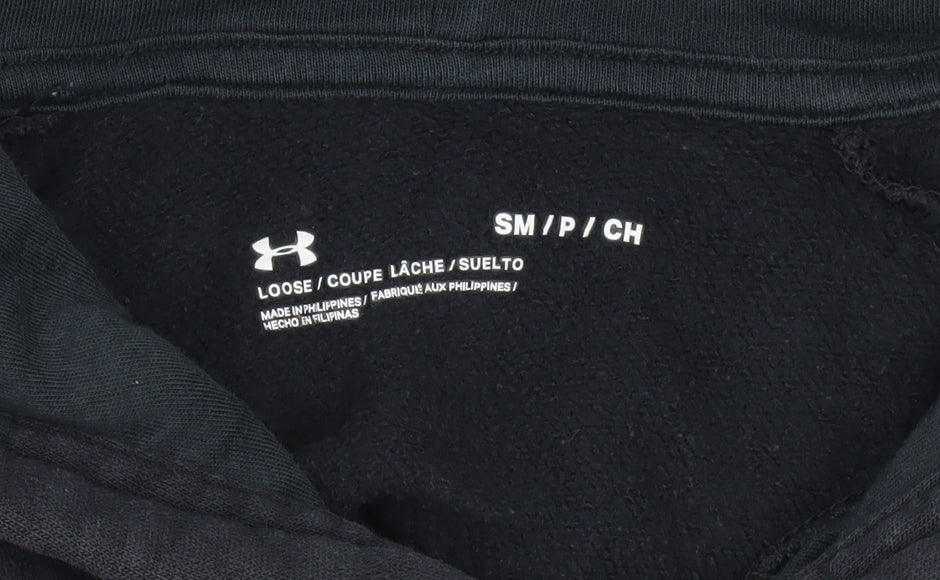 SM / P / CH
LOOSE / COUPE LÂCHE / SUELTO
MADE IN PHILIPPINES / FABRIQUÉ AUX PHILIPPINES /
HECHO EN FILIPINAS